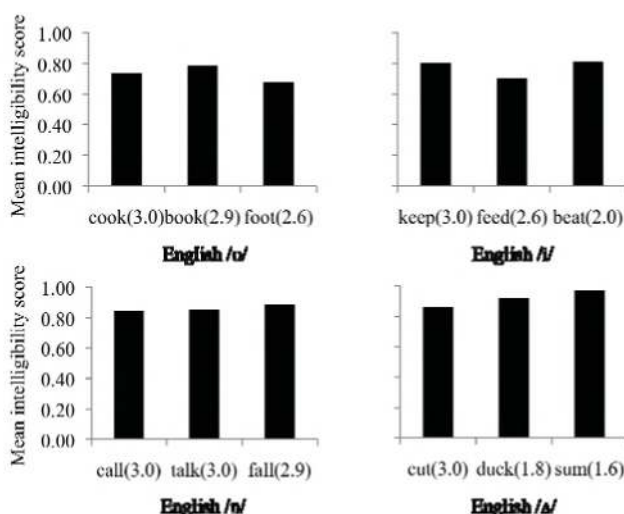 Mean intelligibility score
1.00
0.80
0.60
0.40
0.20
0.00
cook(3.0) book(2.9) foot(2.6)
English /ʊ/
keep(3.0) feed(2.6) beat(2.0)
English /i/
Mean intelligibility score
1.00
0.80
0.60
0.40
0.20
0.00
call(3.0) talk(3.0) fall(2.9)
English /ɒ/
cut(3.0) duck(1.8) sum(1.6)
English /ʌ/